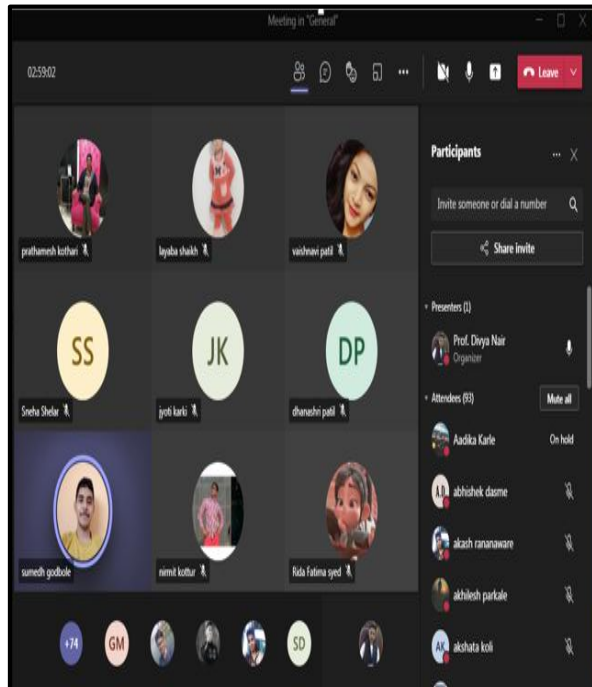 Meeting in "General"
02:59:02
Leave
prathamesh kothari
layaba shaikh
vaishnavi patil
SS
JK
DP
Sneha Shelar
jyoti karki
dhanashri patil
sumedh godbole
nirmit kottur
Rida Fatima syed
+74
GM
SD
Participants
Invite someone or dial a number
Share invite
Presenters (1)
Prof. Divya Nair
Organizer
Attendees (93)
Mute all
Aadika Karle
On hold
A.D.
abhishek dasme
akash rananaware
akhilesh parkale
AK
akshata koli